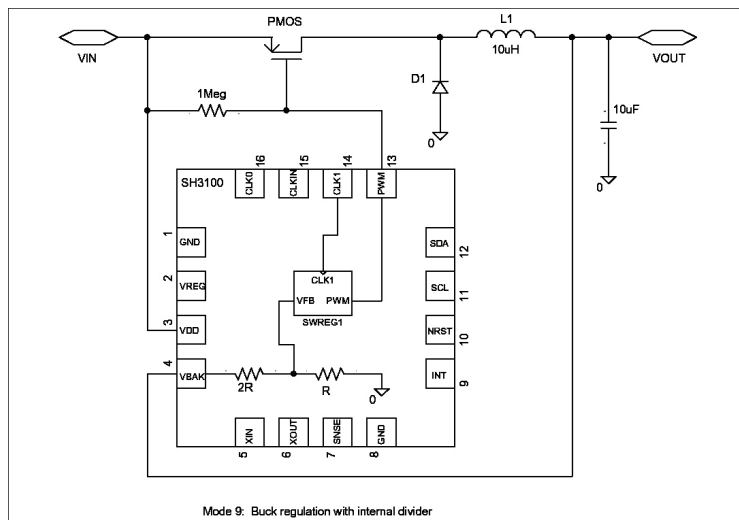 PMOS
L1
VIN
10uH
VOUT
D1
1Meg
10uF
0
0
SH3100
CLK0
16
CLKIN
15
CLK1
14
PWM
13
1
GND
SDA
12
2
VREG
CLK1
VFB
PWM
SWREG1
SCL
11
3
VDD
NRST
10
4
VBAK
2R
R
0
INT
9
XIN
5
XOUT
6
SNSE
7
GND
8
Mode 9: Buck regulation with internal divider